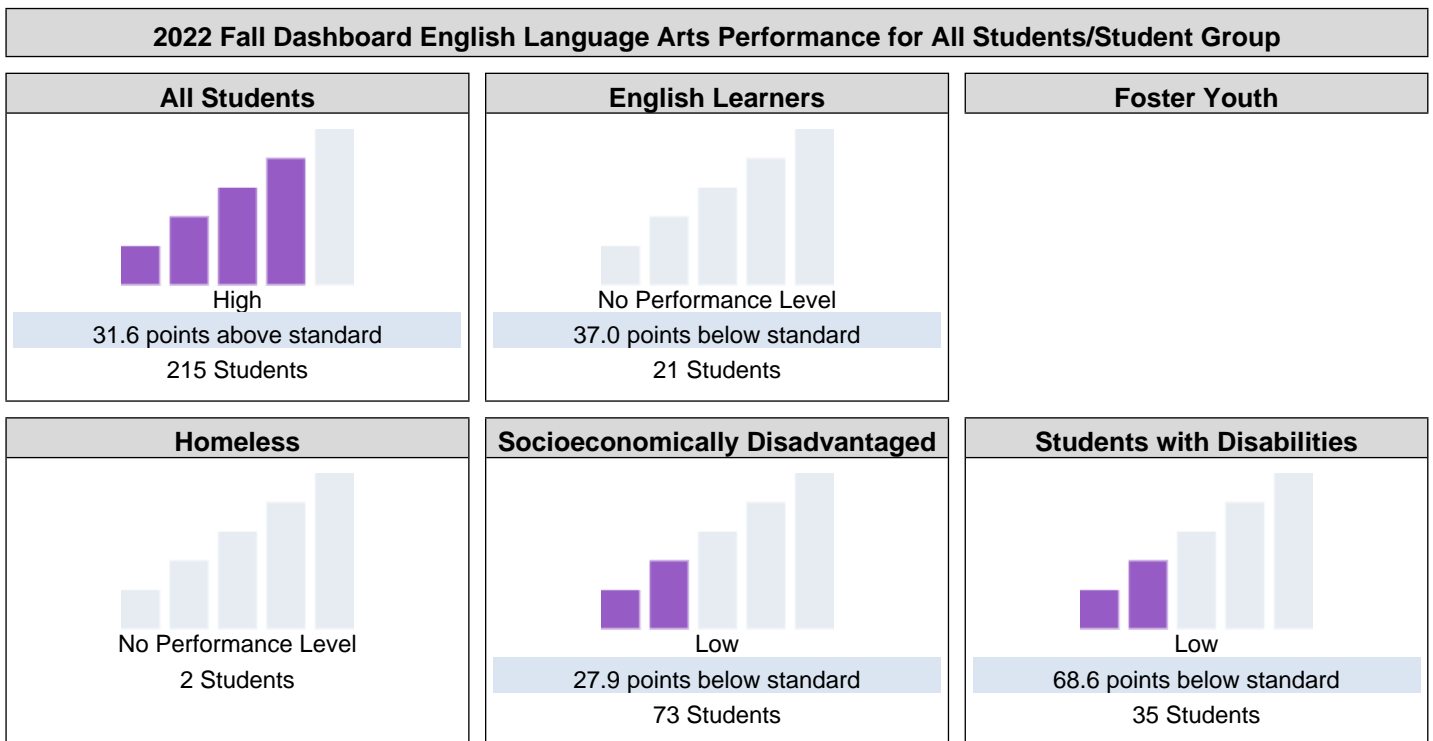 2022 Fall Dashboard English Language Arts Performance for All Students/Student Group
All Students
High
31.6 points above standard
215 Students
English Learners
No Performance Level
37.0 points below standard
21 Students
Foster Youth
Homeless
No Performance Level
2 Students
Socioeconomically Disadvantaged
Low
27.9 points below standard
73 Students
Students with Disabilities
Low
68.6 points below standard
35 Students